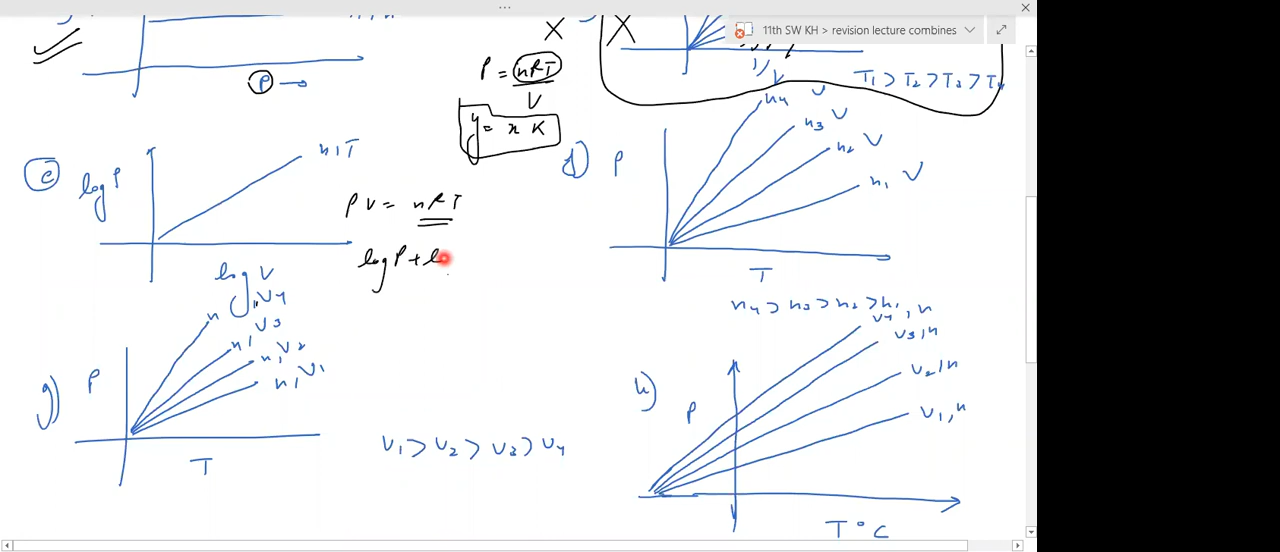 11th SW KH > revision lecture combines
P →
P = nRT
V
y = x K
1/V
T1 > T2 > T3 > T4
e
log P
n, T
log V
PV = nRT
log P +
f) P
n4 V
n3 V
n2 V
n1 V
T
n4 > n3 > n2 > n1
g) P
n, V4
n, V3
n, V2
n, V1
T
V1 > V2 > V3 > V4
h) P
V4, n
V3, n
V2, n
V1, n
T°C